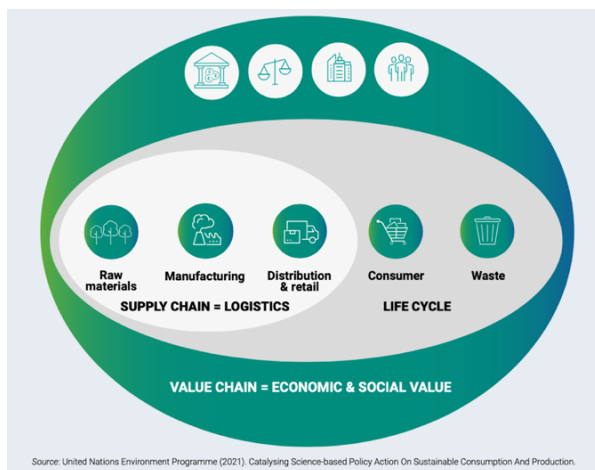 Raw
materials
Manufacturing
Distribution
& retail
Consumer
Waste
SUPPLY CHAIN = LOGISTICS
LIFE CYCLE
VALUE CHAIN = ECONOMIC & SOCIAL VALUE
Source: United Nations Environment Programme (2021). Catalysing Science-based Policy Action On Sustainable Consumption And Production.